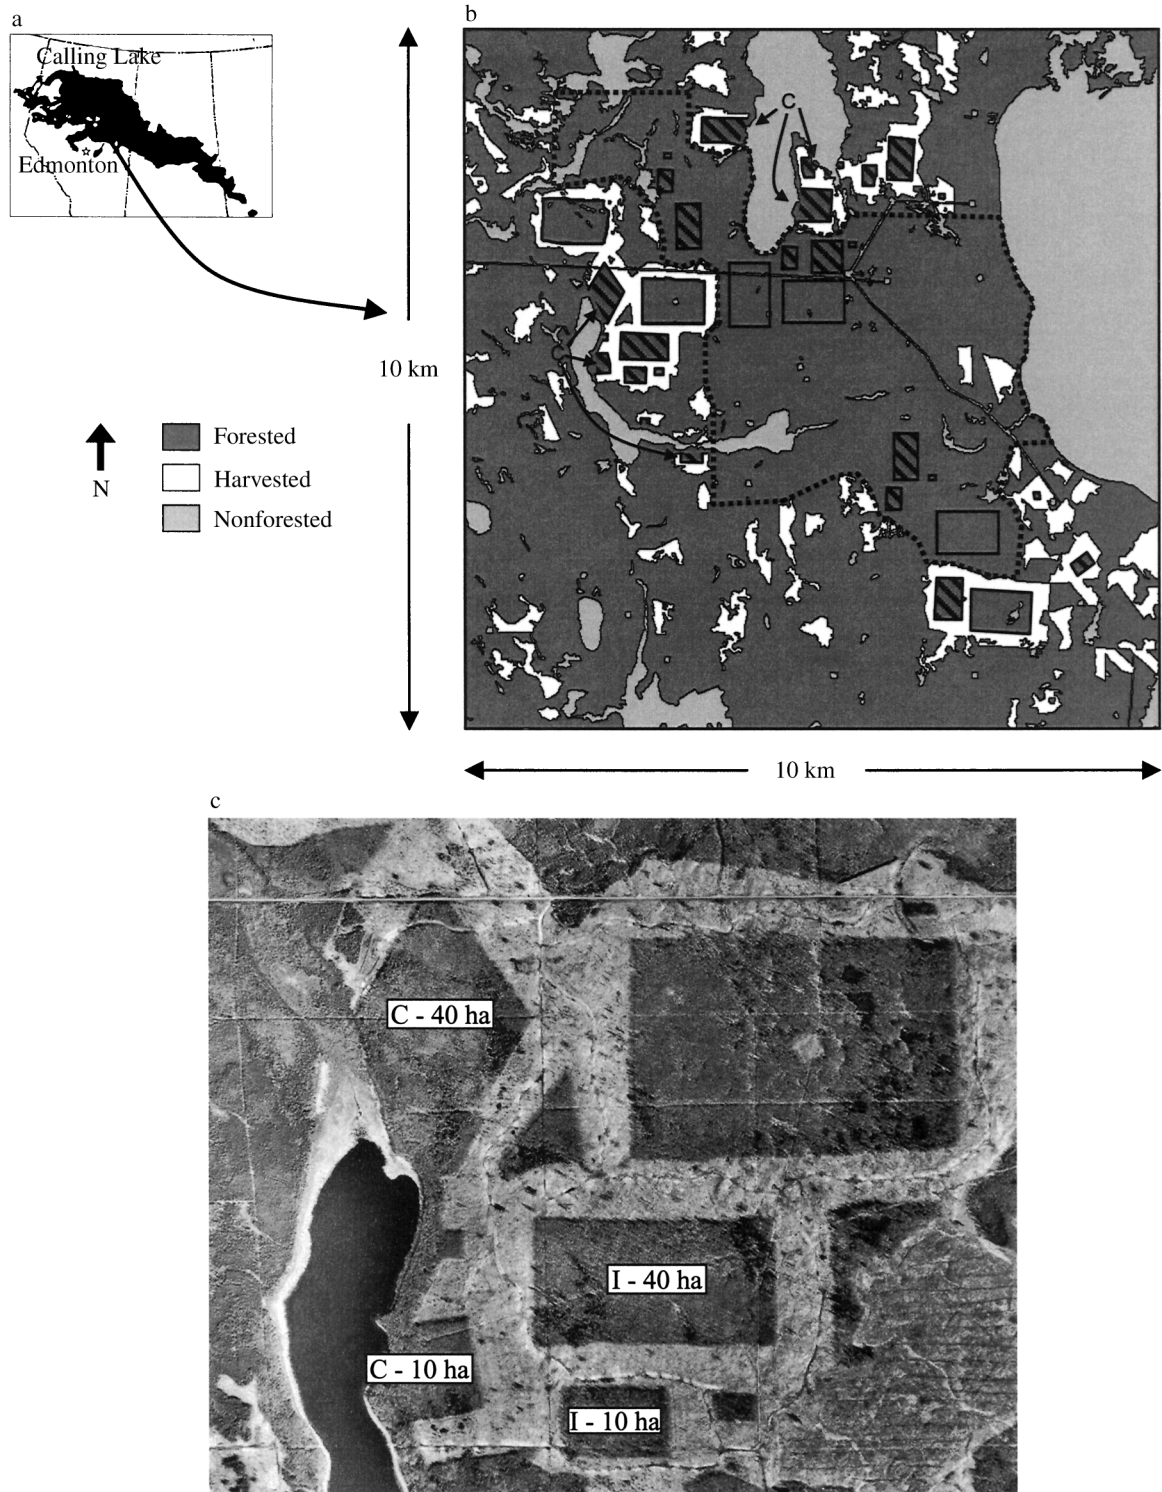 a
Calling Lake
Edmonton
b
C
C
10 km
N
Forested
Harvested
Nonforested
10 km
c
C - 40 ha
I - 40 ha
C - 10 ha
I - 10 ha